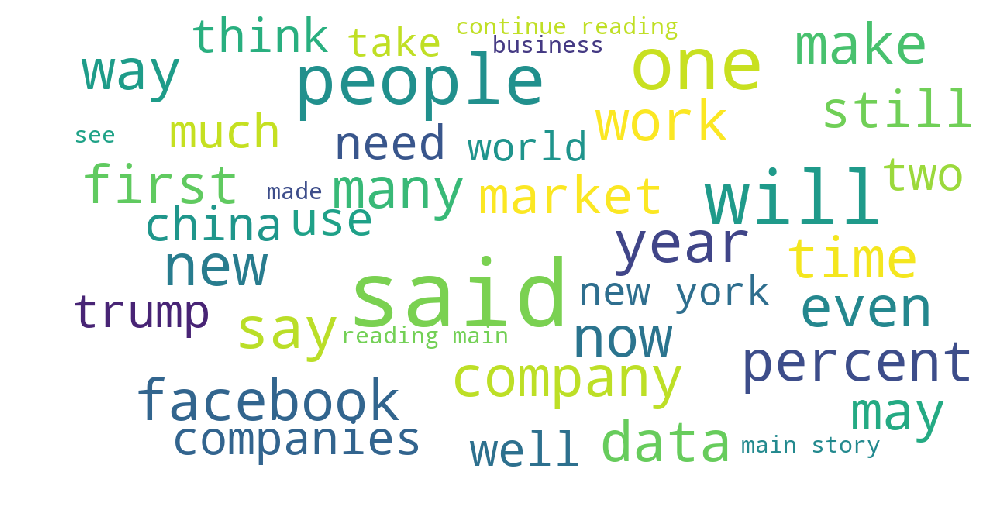 continue reading
think
take
business
people
one
make
way
still
see
much
need
world
work
first
made
many
market
will
two
china
use
new
year
time
said
trump
say
reading main
new york
now
even
percent
company
facebook
companies
well
data
may
main story